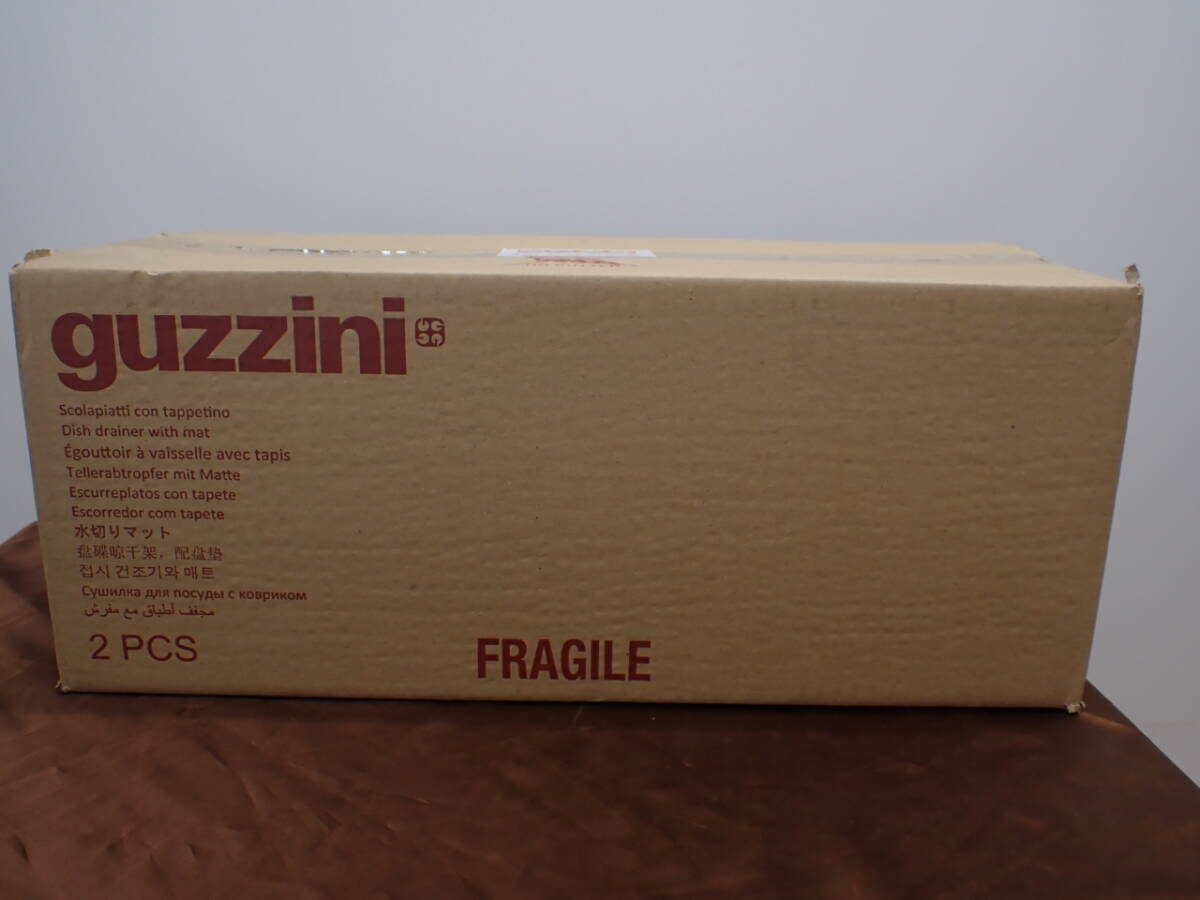 guzzini
Scolapiatti con tappetino
Dish drainer with mat
Égouttoir à vaisselle avec tapis
Tellerabtropfer mit Matte
Escurreplatos con tapete
Escorredor com tapete
水切りマット
盘碟晾干架，配盘垫
접시 건조기와 매트
Сушилка для посуды с ковриком
مجفف أطباق مع مفرش
2 PCS
FRAGILE